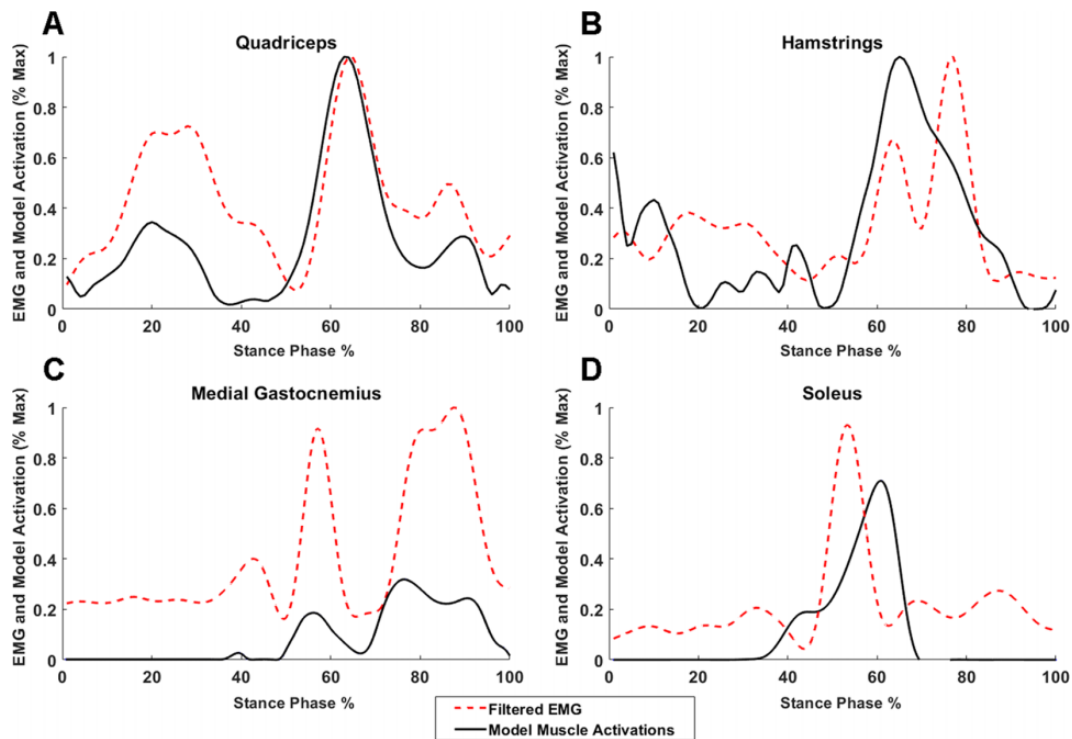 A
Quadriceps
EMG and Model Activation (% Max)
1
0.8
0.6
0.4
0.2
0
0 20 40 60 80 100
Stance Phase %
B
Hamstrings
EMG and Model Activation (% Max)
1
0.8
0.6
0.4
0.2
0
0 20 40 60 80 100
Stance Phase %
C
Medial Gastocnemius
EMG and Model Activation (% Max)
1
0.8
0.6
0.4
0.2
0
0 20 40 60 80 100
Stance Phase %
D
Soleus
EMG and Model Activation (% Max)
1
0.8
0.6
0.4
0.2
0
0 20 40 60 80 100
Stance Phase %
Filtered EMG
Model Muscle Activations